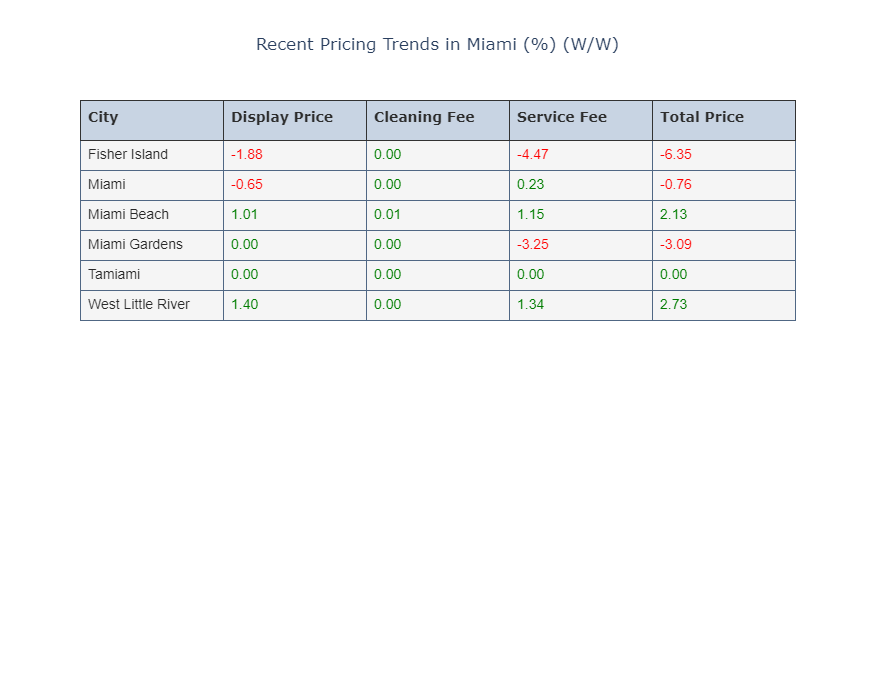 Recent Pricing Trends in Miami (%) (W/W)
City Display Price Cleaning Fee Service Fee Total Price
Fisher Island -1.88 0.00 -4.47 -6.35
Miami -0.65 0.00 0.23 -0.76
Miami Beach 1.01 0.01 1.15 2.13
Miami Gardens 0.00 0.00 -3.25 -3.09
Tamiami 0.00 0.00 0.00 0.00
West Little River 1.40 0.00 1.34 2.73